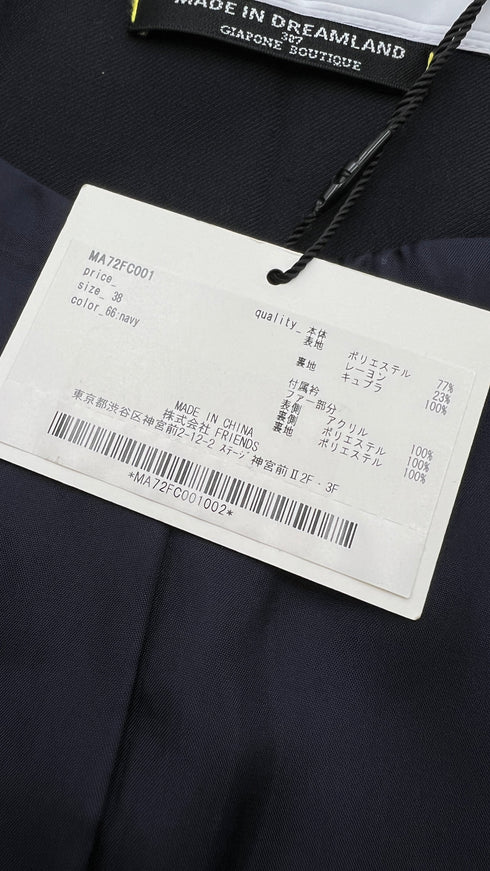 MADE IN DREAMLAND
387
GIAPONE BOUTIQUE
MA72FC001
price_
size_ 38
color_66:navy
quality_ 本体
表地 ポリエステル 77%
レーヨン 23%
裏地 キュプラ 100%
付属衿
ファー部分
表側 アクリル 100%
裏側 ポリエステル 100%
裏側 ポリエステル 100%
MADE IN CHINA
株式会社 FRIENDS
東京都渋谷区神宮前2-12-2 ステージ神宮前Ⅱ2F・3F
*MA72FC001002*